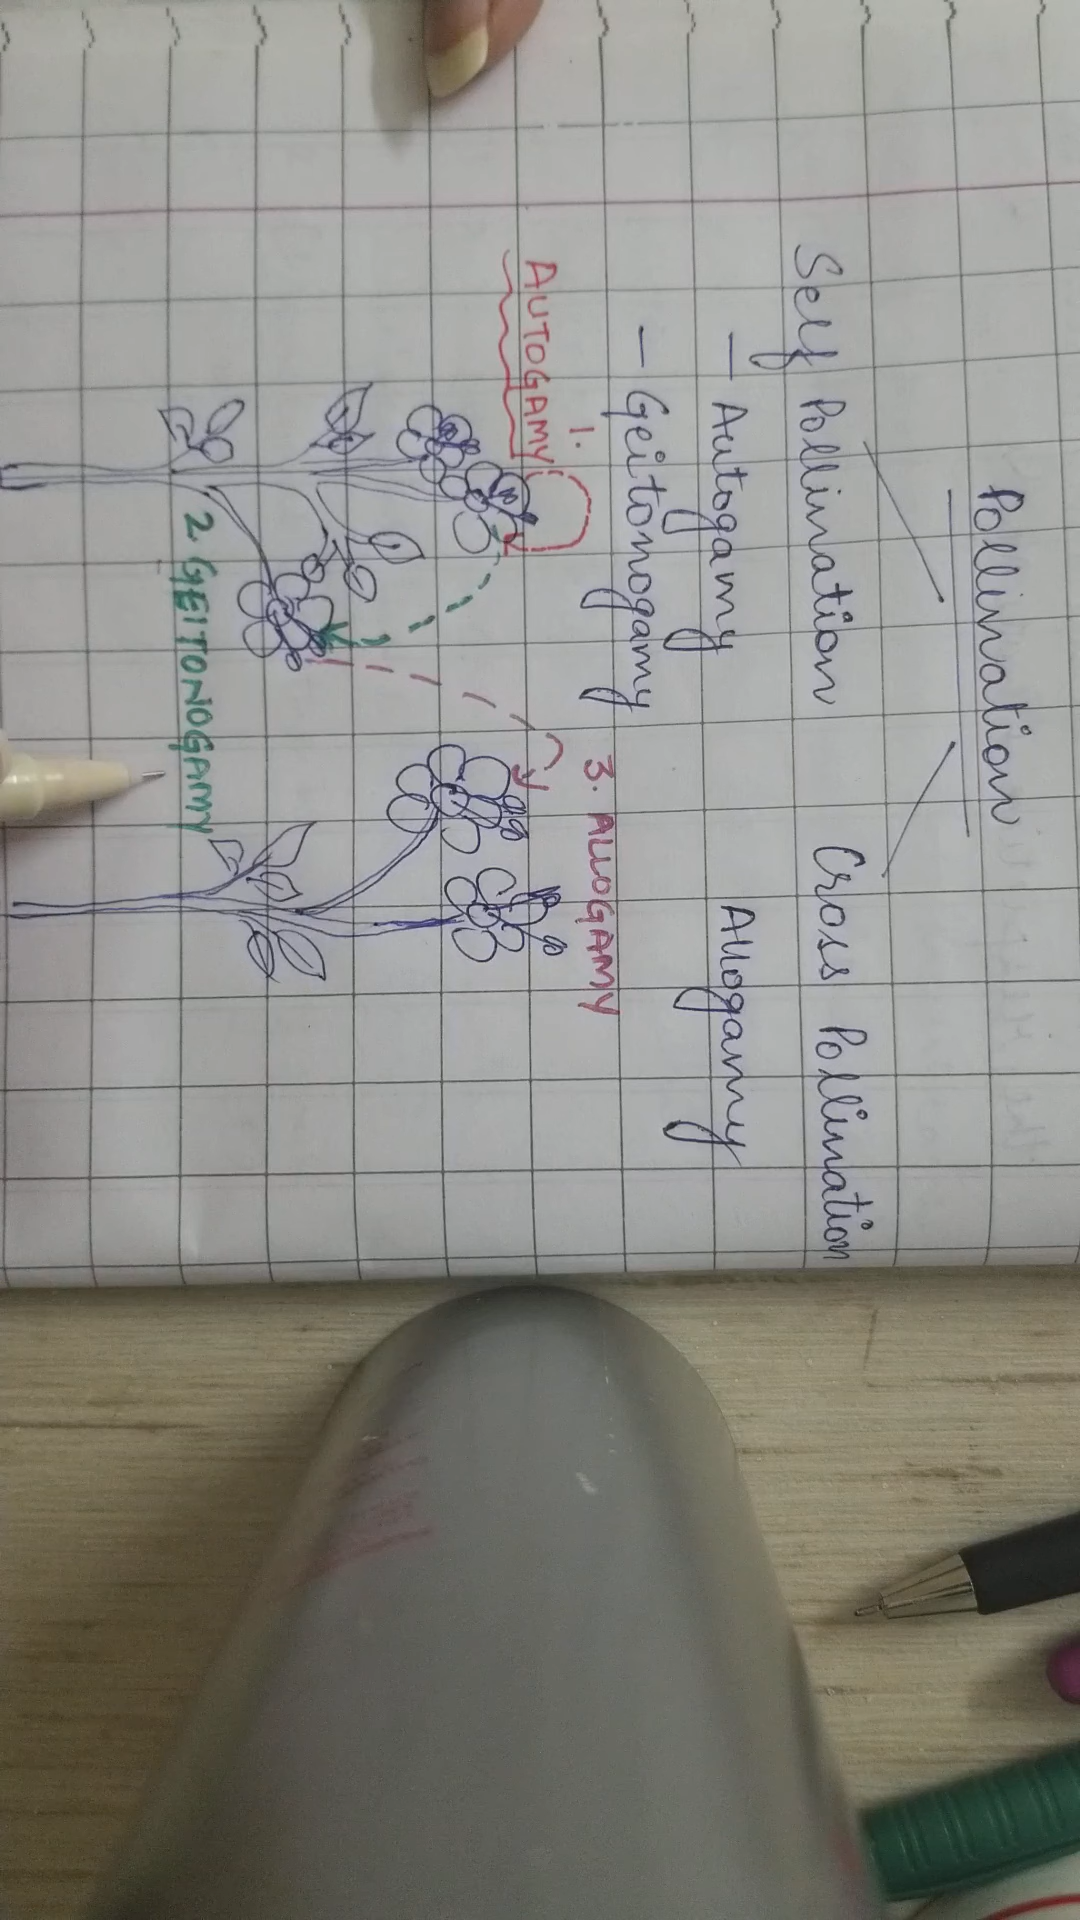 Pollination
Self Pollination
Cross Pollination
- Autogamy
Allogamy
- Geitonogamy
1.
AUTOGAMY
3. ALLOGAMY
2 GEITONOGAMY